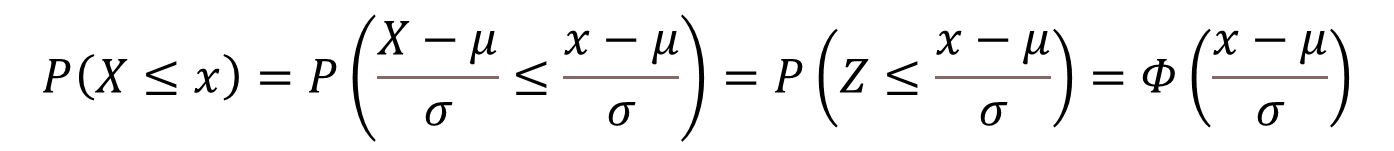 P(X ≤ x) = P((X − μ)/σ ≤ (x − μ)/σ) = P(Z ≤ (x − μ)/σ) = Φ((x − μ)/σ)